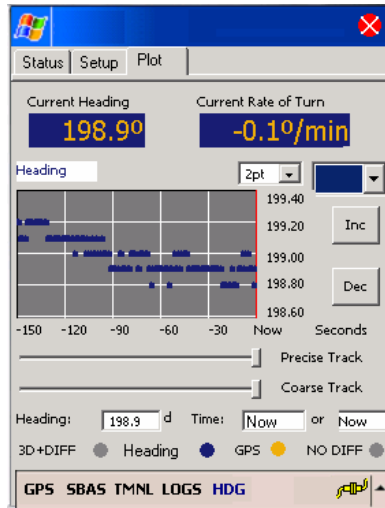 Status Setup Plot
Current Heading Current Rate of Turn
198.9º -0.1º/min
Heading 2pt
199.40
199.20 Inc
199.00
198.80 Dec
198.60
-150 -120 -90 -60 -30 Now Seconds
Precise Track
Coarse Track
Heading: 198.9 d Time: Now or Now
3D+DIFF Heading GPS NO DIFF
GPS SBAS TMNL LOGS HDG